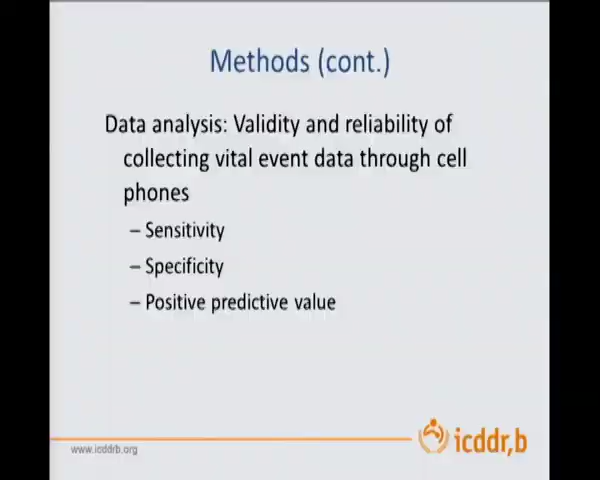 Methods (cont.)
Data analysis: Validity and reliability of
collecting vital event data through cell
phones
– Sensitivity
– Specificity
– Positive predictive value
www.icddrb.org
icddr,b